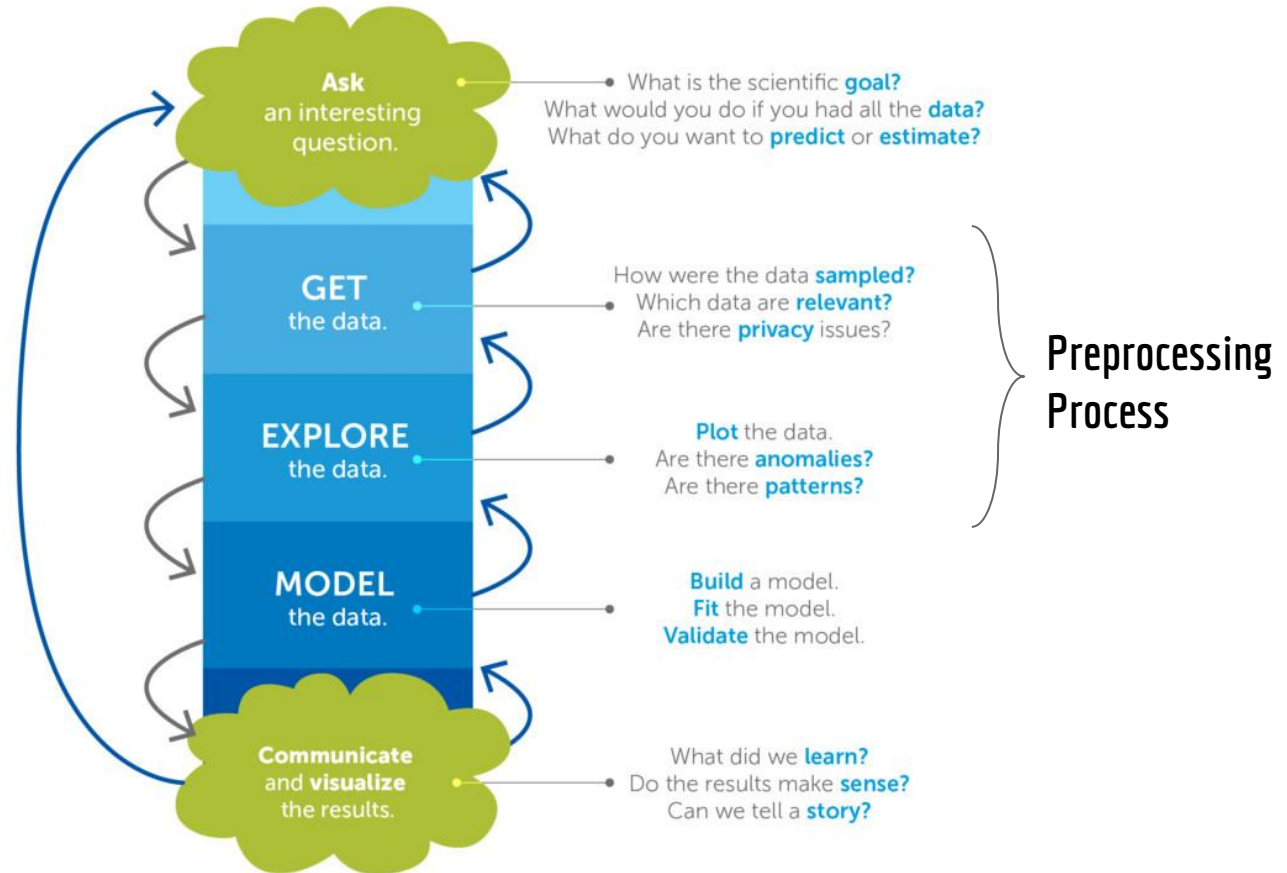 Ask
an interesting
question.
What is the scientific goal?
What would you do if you had all the data?
What do you want to predict or estimate?
GET
the data.
How were the data sampled?
Which data are relevant?
Are there privacy issues?
Preprocessing
Process
EXPLORE
the data.
Plot the data.
Are there anomalies?
Are there patterns?
MODEL
the data.
Build a model.
Fit the model.
Validate the model.
Communicate
and visualize
the results.
What did we learn?
Do the results make sense?
Can we tell a story?